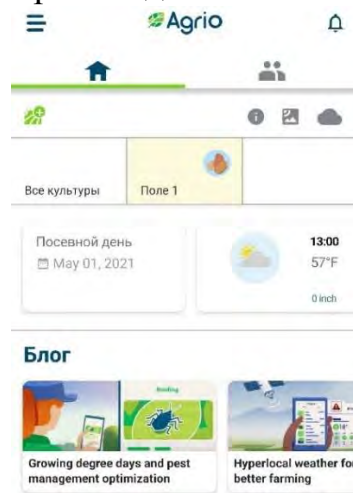 Agrio
Все культуры
Поле 1
Посевной день
May 01, 2021
13:00
57°F
0 inch
Блог
Growing degree days and pest
management optimization
Hyperlocal weather for
better farming